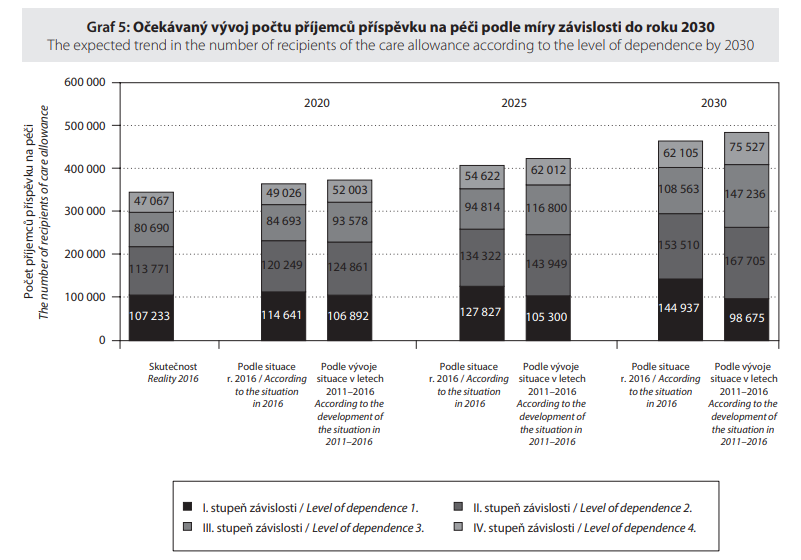 Graf 5: Očekávaný vývoj počtu příjemců příspěvku na péči podle míry závislosti do roku 2030
The expected trend in the number of recipients of the care allowance according to the level of dependence by 2030
Počet příjemců příspěvku na péči
The number of recipients of care allowance
600 000
500 000
400 000
300 000
200 000
100 000
0
2020
2025
2030
47 067
80 690
113 771
107 233
49 026
84 693
120 249
114 641
52 003
93 578
124 861
106 892
54 622
94 814
134 322
127 827
62 012
116 800
143 949
105 300
62 105
108 563
153 510
144 937
75 527
147 236
167 705
98 675
Skutečnost
Reality 2016
Podle situace
r. 2016 / According
to the situation
in 2016
Podle vývoje
situace v letech
2011–2016
According to the
development of
the situation in
2011–2016
Podle situace
r. 2016 / According
to the situation
in 2016
Podle vývoje
situace v letech
2011–2016
According to the
development of
the situation in
2011–2016
Podle situace
r. 2016 / According
to the situation
in 2016
Podle vývoje
situace v letech
2011–2016
According to the
development of
the situation in
2011–2016
I. stupeň závislosti / Level of dependence 1.
II. stupeň závislosti / Level of dependence 2.
III. stupeň závislosti / Level of dependence 3.
IV. stupeň závislosti / Level of dependence 4.